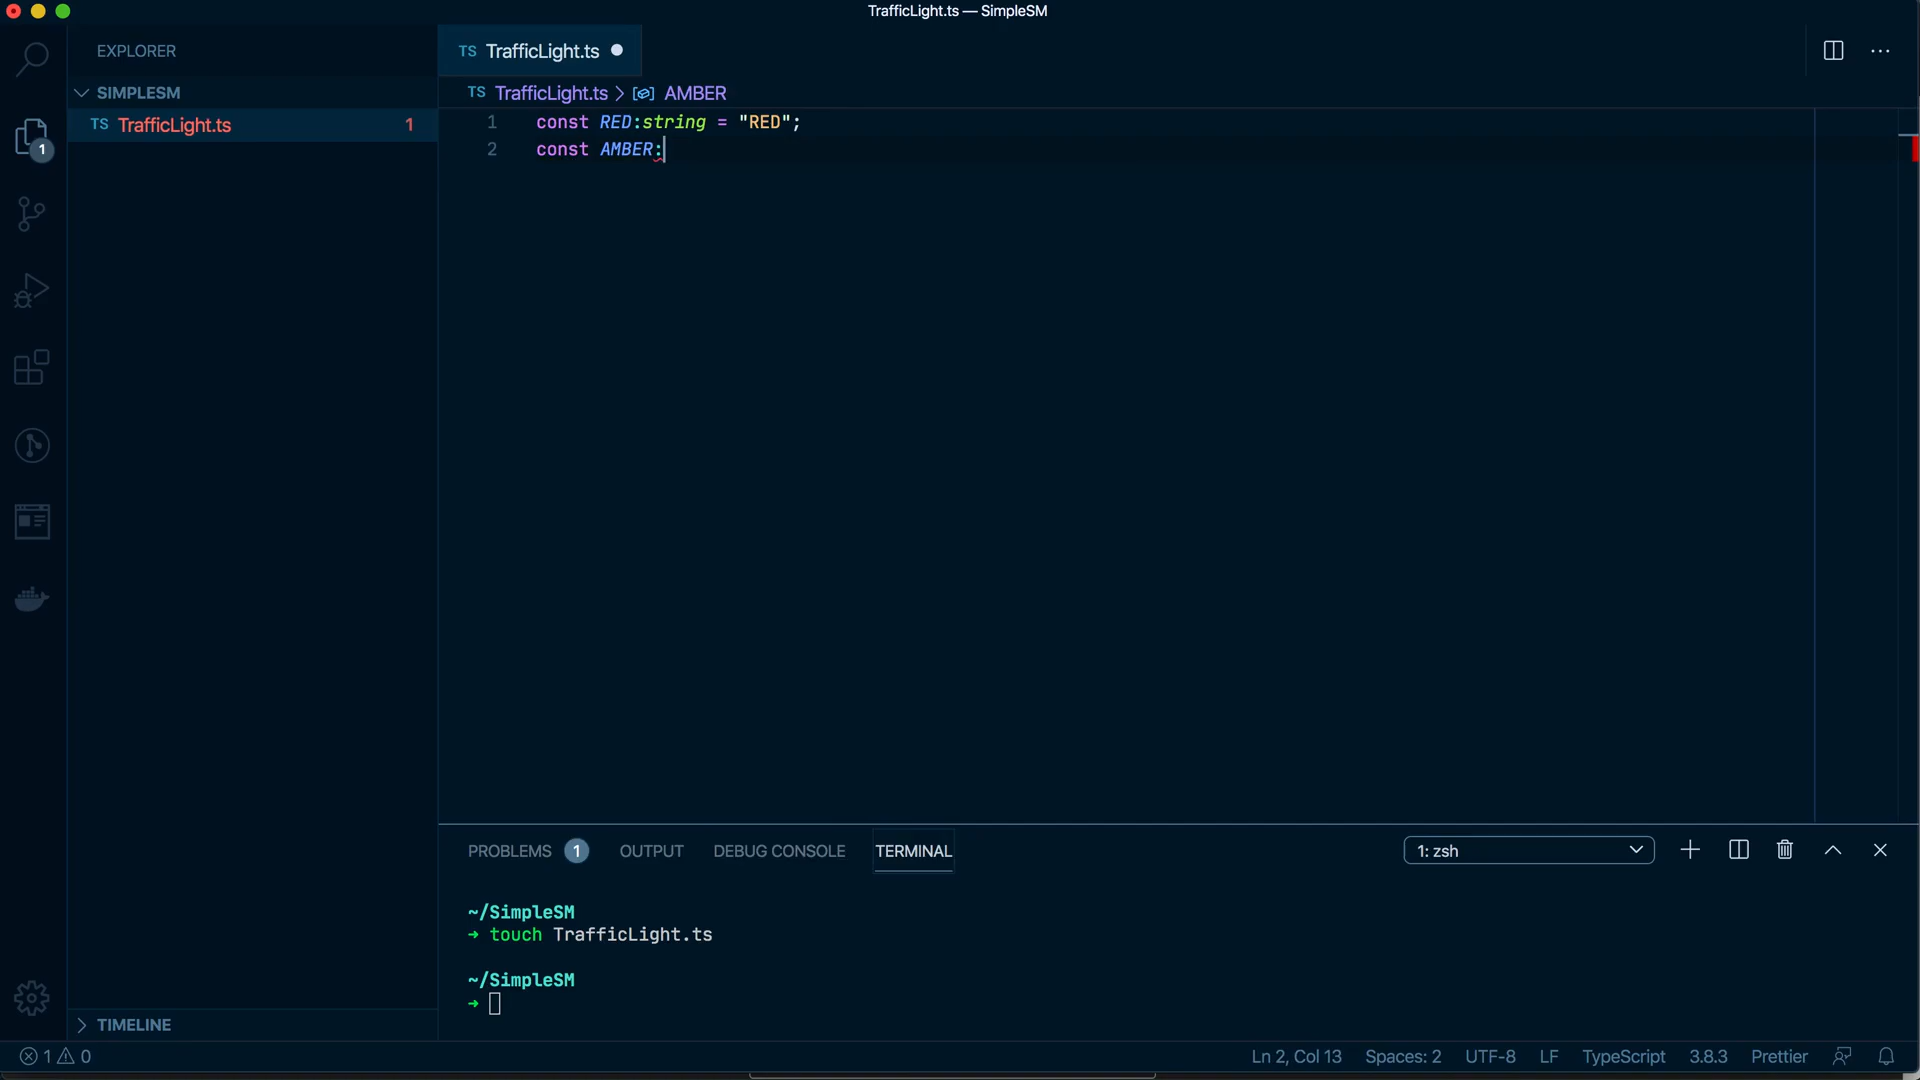 TrafficLight.ts — SimpleSM
EXPLORER
TS TrafficLight.ts
SIMPLESM
TS TrafficLight.ts > AMBER
TS TrafficLight.ts 1
1
1 const RED:string = "RED";
2 const AMBER:
PROBLEMS 1 OUTPUT DEBUG CONSOLE TERMINAL
1: zsh
~/SimpleSM
➜ touch TrafficLight.ts
~/SimpleSM
➜
TIMELINE
1 0
Ln 2, Col 13 Spaces: 2 UTF-8 LF TypeScript 3.8.3 Prettier